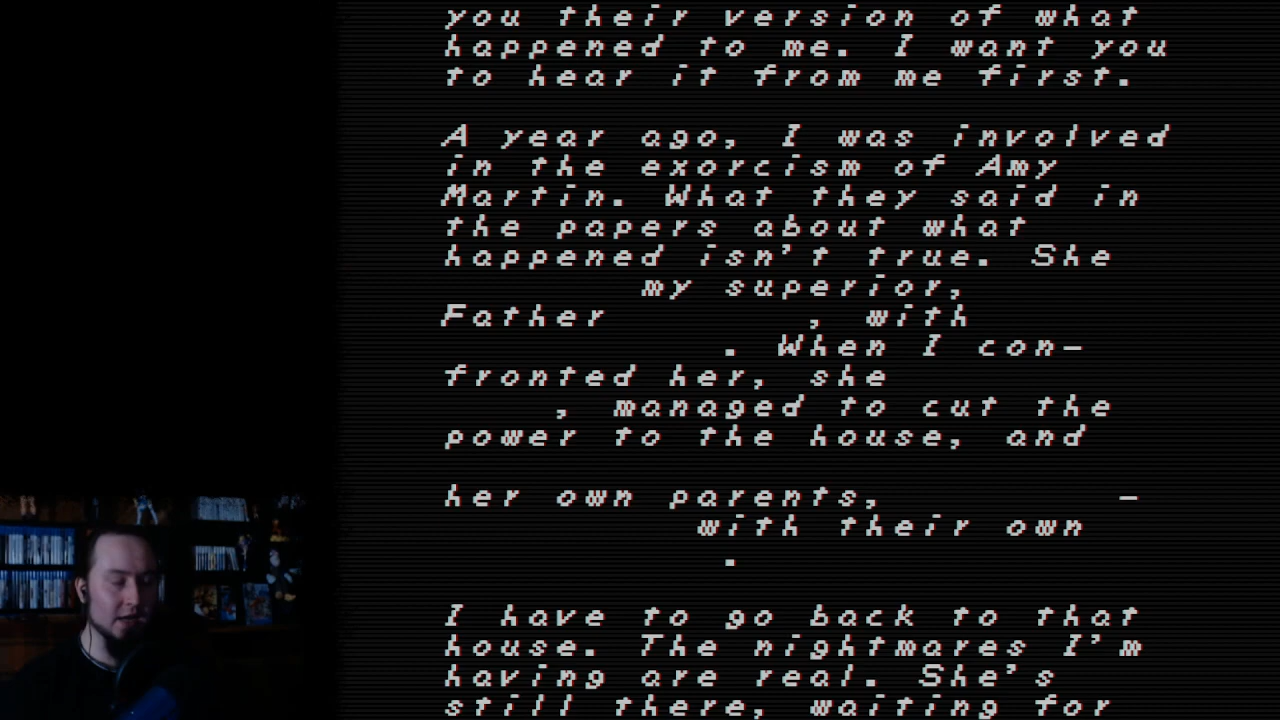 you their version of what
happened to me. I want you
to hear it from me first.
A year ago, I was involved
in the exorcism of Amy
Martin. What they said in
the papers about what
happened isn't true. She
my superior,
Father , with
. When I con-
fronted her, she
, managed to cut the
power to the house, and
her own parents, -
with their own
.
I have to go back to that
house. The nightmares I'm
having are real. She's
still there, waiting for